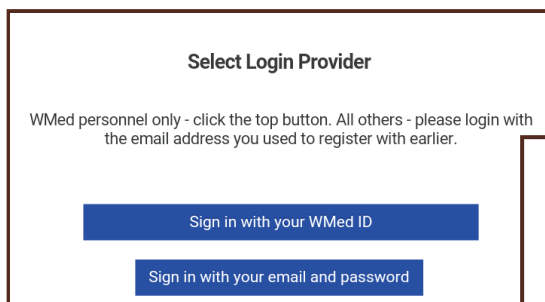 Select Login Provider
WMed personnel only - click the top button. All others - please login with
the email address you used to register with earlier.
Sign in with your WMed ID
Sign in with your email and password